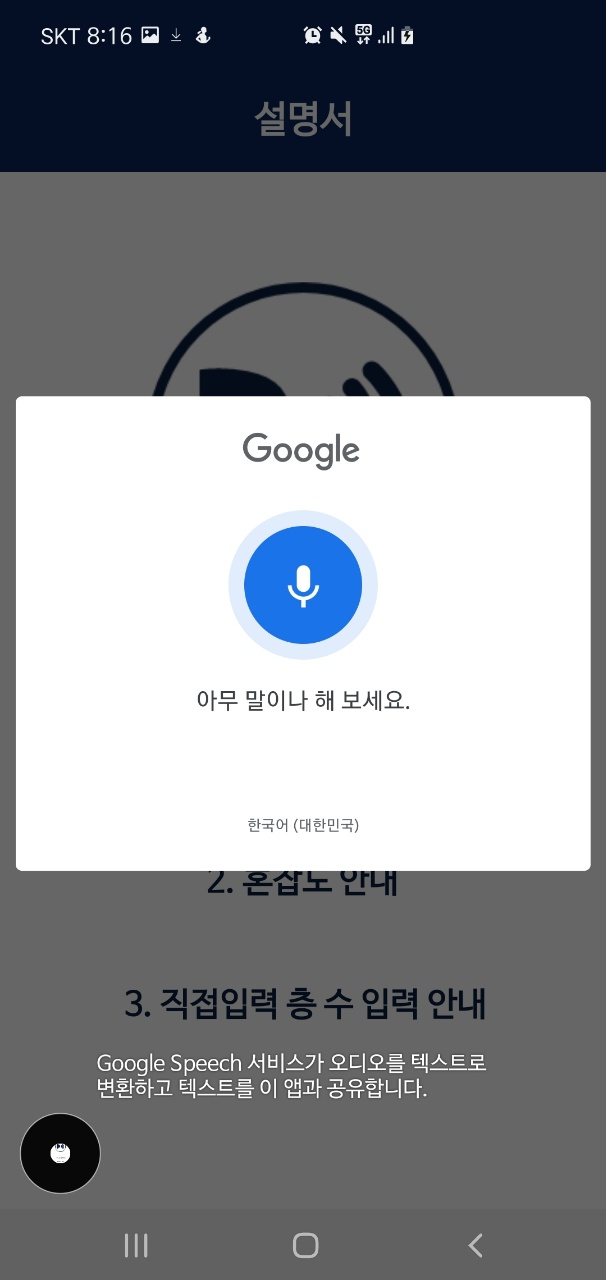 SKT 8:16
5G
설명서
Google
아무 말이나 해 보세요.
한국어 (대한민국)
2. 혼잡도 안내
3. 직접입력 층 수 입력 안내
Google Speech 서비스가 오디오를 텍스트로
변환하고 텍스트를 이 앱과 공유합니다.